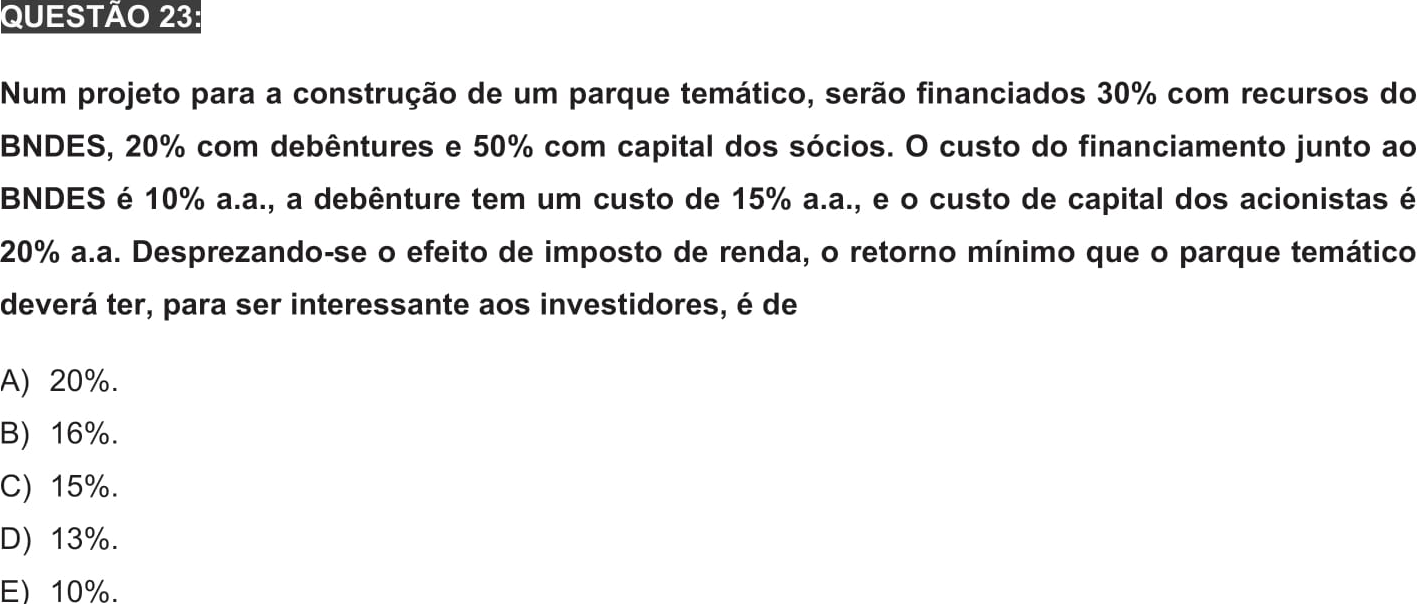 QUESTÃO 23:
Num projeto para a construção de um parque temático, serão financiados 30% com recursos do
BNDES, 20% com debêntures e 50% com capital dos sócios. O custo do financiamento junto ao
BNDES é 10% a.a., a debênture tem um custo de 15% a.a., e o custo de capital dos acionistas é
20% a.a. Desprezando-se o efeito de imposto de renda, o retorno mínimo que o parque temático
deverá ter, para ser interessante aos investidores, é de
A) 20%.
B) 16%.
C) 15%.
D) 13%.
E) 10%.